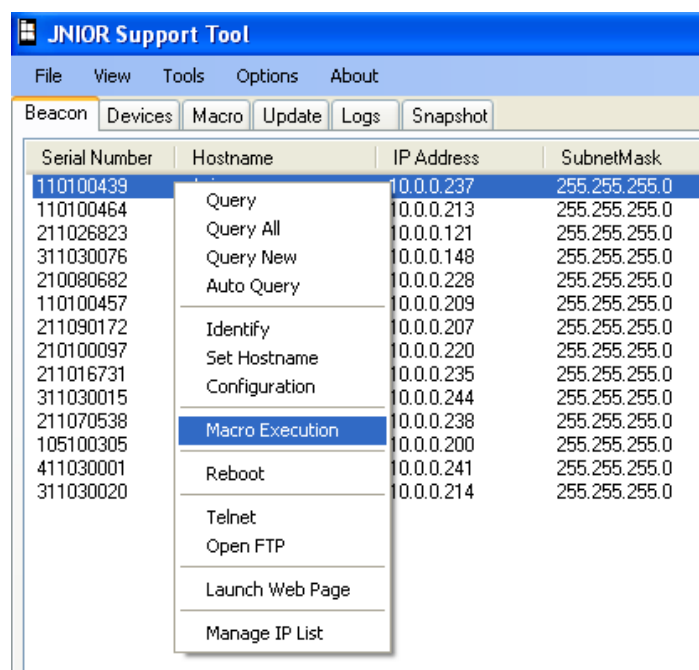 JNIOR Support Tool
File View Tools Options About
Beacon Devices Macro Update Logs Snapshot
Serial Number Hostname IP Address SubnetMask
110100439 10.0.0.237 255.255.255.0
110100464 10.0.0.213 255.255.255.0
211026823 10.0.0.121 255.255.255.0
311030076 10.0.0.148 255.255.255.0
210080682 10.0.0.228 255.255.255.0
110100457 10.0.0.209 255.255.255.0
211090172 10.0.0.207 255.255.255.0
210100097 10.0.0.220 255.255.255.0
211016731 10.0.0.235 255.255.255.0
311030015 10.0.0.244 255.255.255.0
211070538 10.0.0.238 255.255.255.0
105100305 10.0.0.200 255.255.255.0
411030001 10.0.0.241 255.255.255.0
311030020 10.0.0.214 255.255.255.0
Query
Query All
Query New
Auto Query
Identify
Set Hostname
Configuration
Macro Execution
Reboot
Telnet
Open FTP
Launch Web Page
Manage IP List